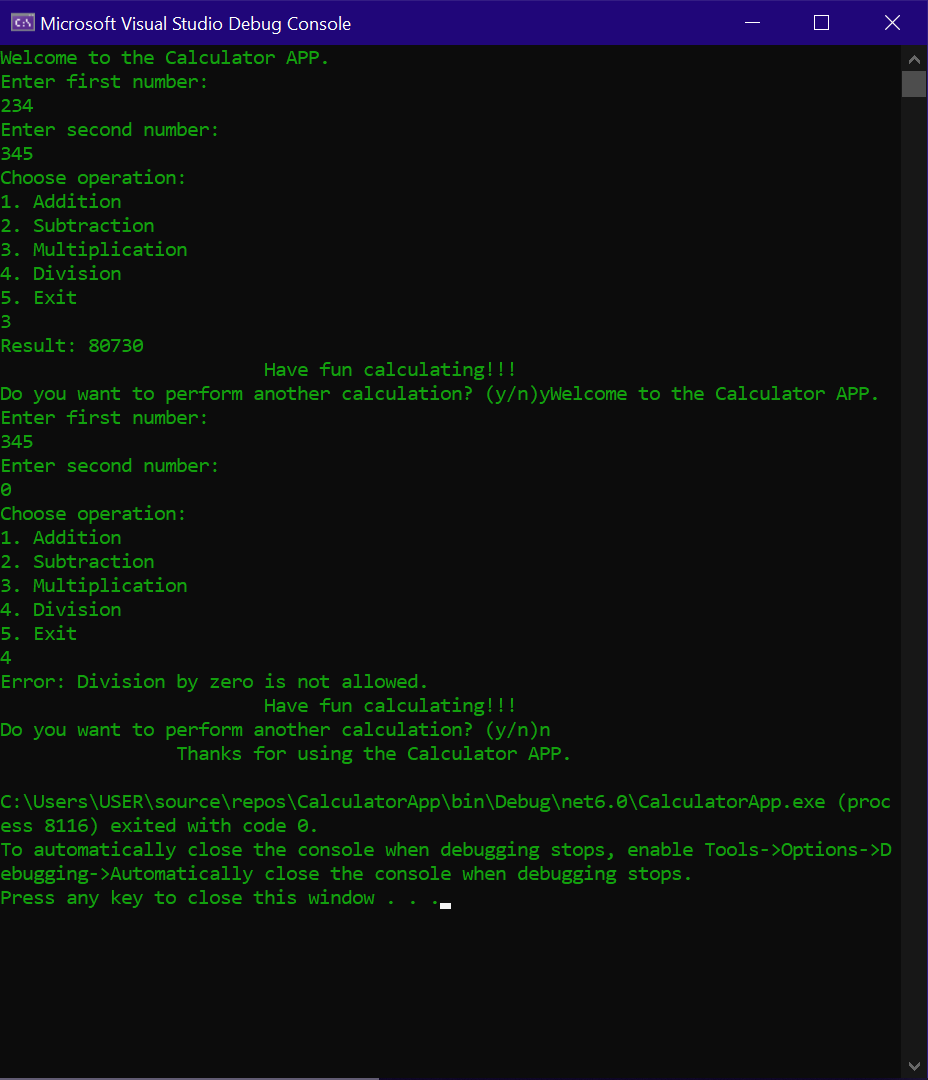 Microsoft Visual Studio Debug Console
Welcome to the Calculator APP.
Enter first number:
234
Enter second number:
345
Choose operation:
1. Addition
2. Subtraction
3. Multiplication
4. Division
5. Exit
3
Result: 80730
Have fun calculating!!!
Do you want to perform another calculation? (y/n)yWelcome to the Calculator APP.
Enter first number:
345
Enter second number:
0
Choose operation:
1. Addition
2. Subtraction
3. Multiplication
4. Division
5. Exit
4
Error: Division by zero is not allowed.
Have fun calculating!!!
Do you want to perform another calculation? (y/n)n
Thanks for using the Calculator APP.
C:\Users\USER\source\repos\CalculatorApp\bin\Debug\net6.0\CalculatorApp.exe (proc
ess 8116) exited with code 0.
To automatically close the console when debugging stops, enable Tools->Options->D
ebugging->Automatically close the console when debugging stops.
Press any key to close this window . . .